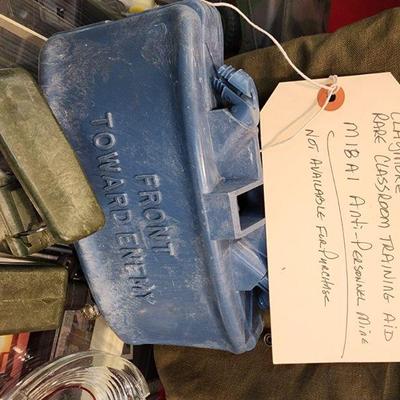 FRONT
TOWARD ENEMY
CLAYMORE
RARE CLASSROOM TRAINING AID
M18A1 Anti-Personnel Mine
NOT AVAILABLE FOR PURCHASE